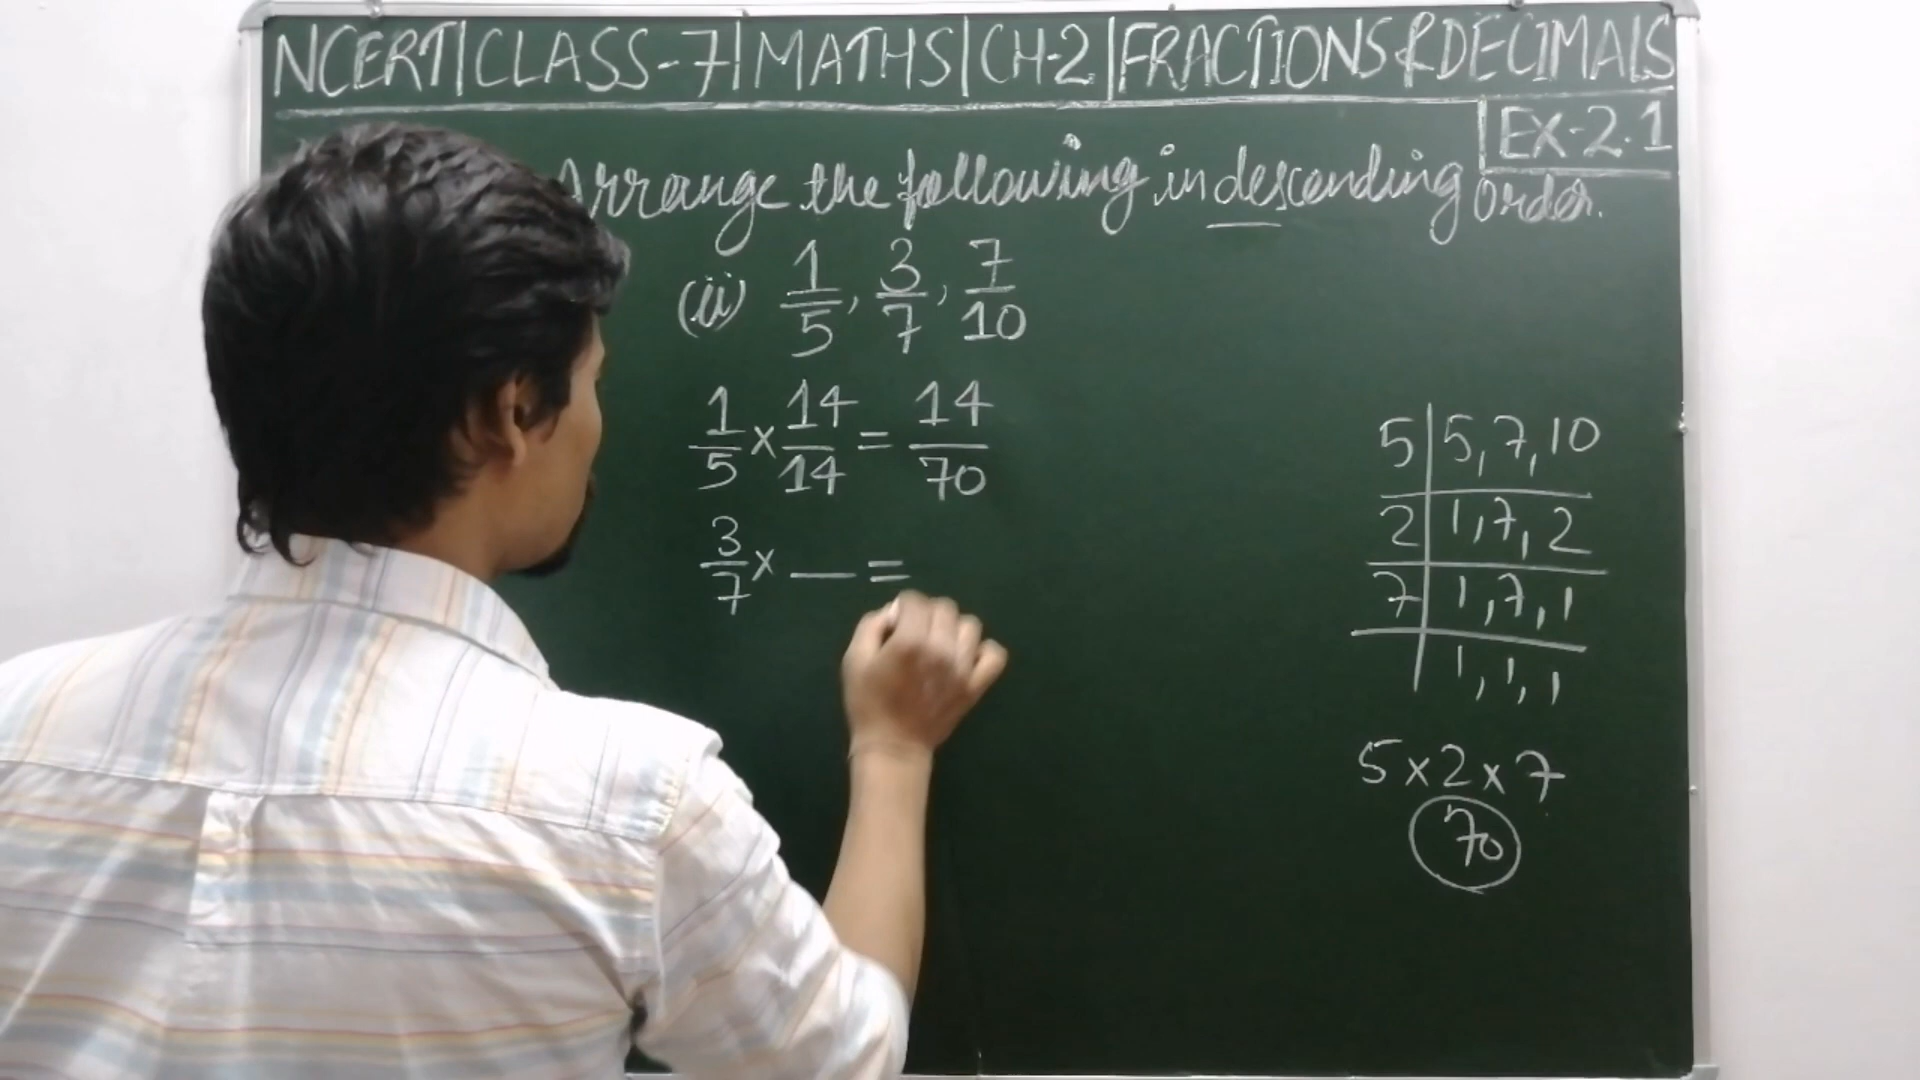 NCERT|CLASS-7|MATHS|CH-2|FRACTIONS & DECIMALS
EX-2.1
Arrange the following in descending order.
(ii) 1/5, 3/7, 7/10
1/5 × 14/14 = 14/70
3/7 × — =
5 | 5, 7, 10
2 | 1, 7, 2
7 | 1, 7, 1
| 1, 1, 1
5 × 2 × 7
70